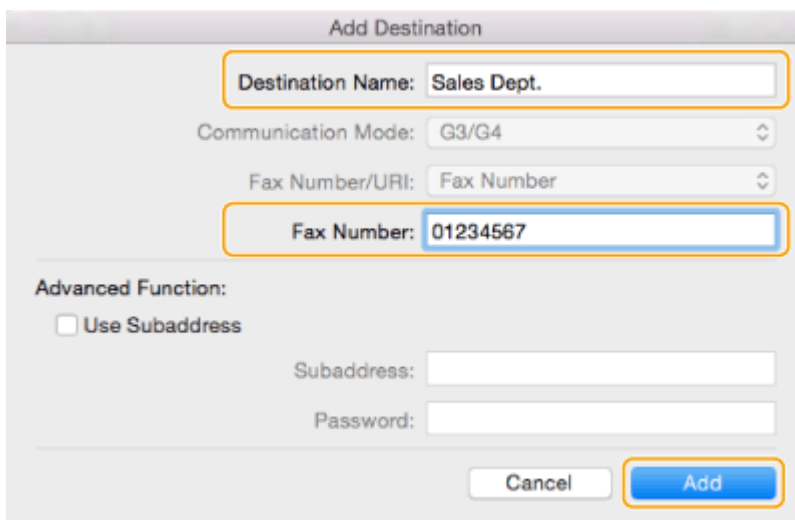 Add Destination
Destination Name: Sales Dept.
Communication Mode: G3/G4
Fax Number/URI: Fax Number
Fax Number: 01234567
Advanced Function:
Use Subaddress
Subaddress:
Password:
Cancel Add